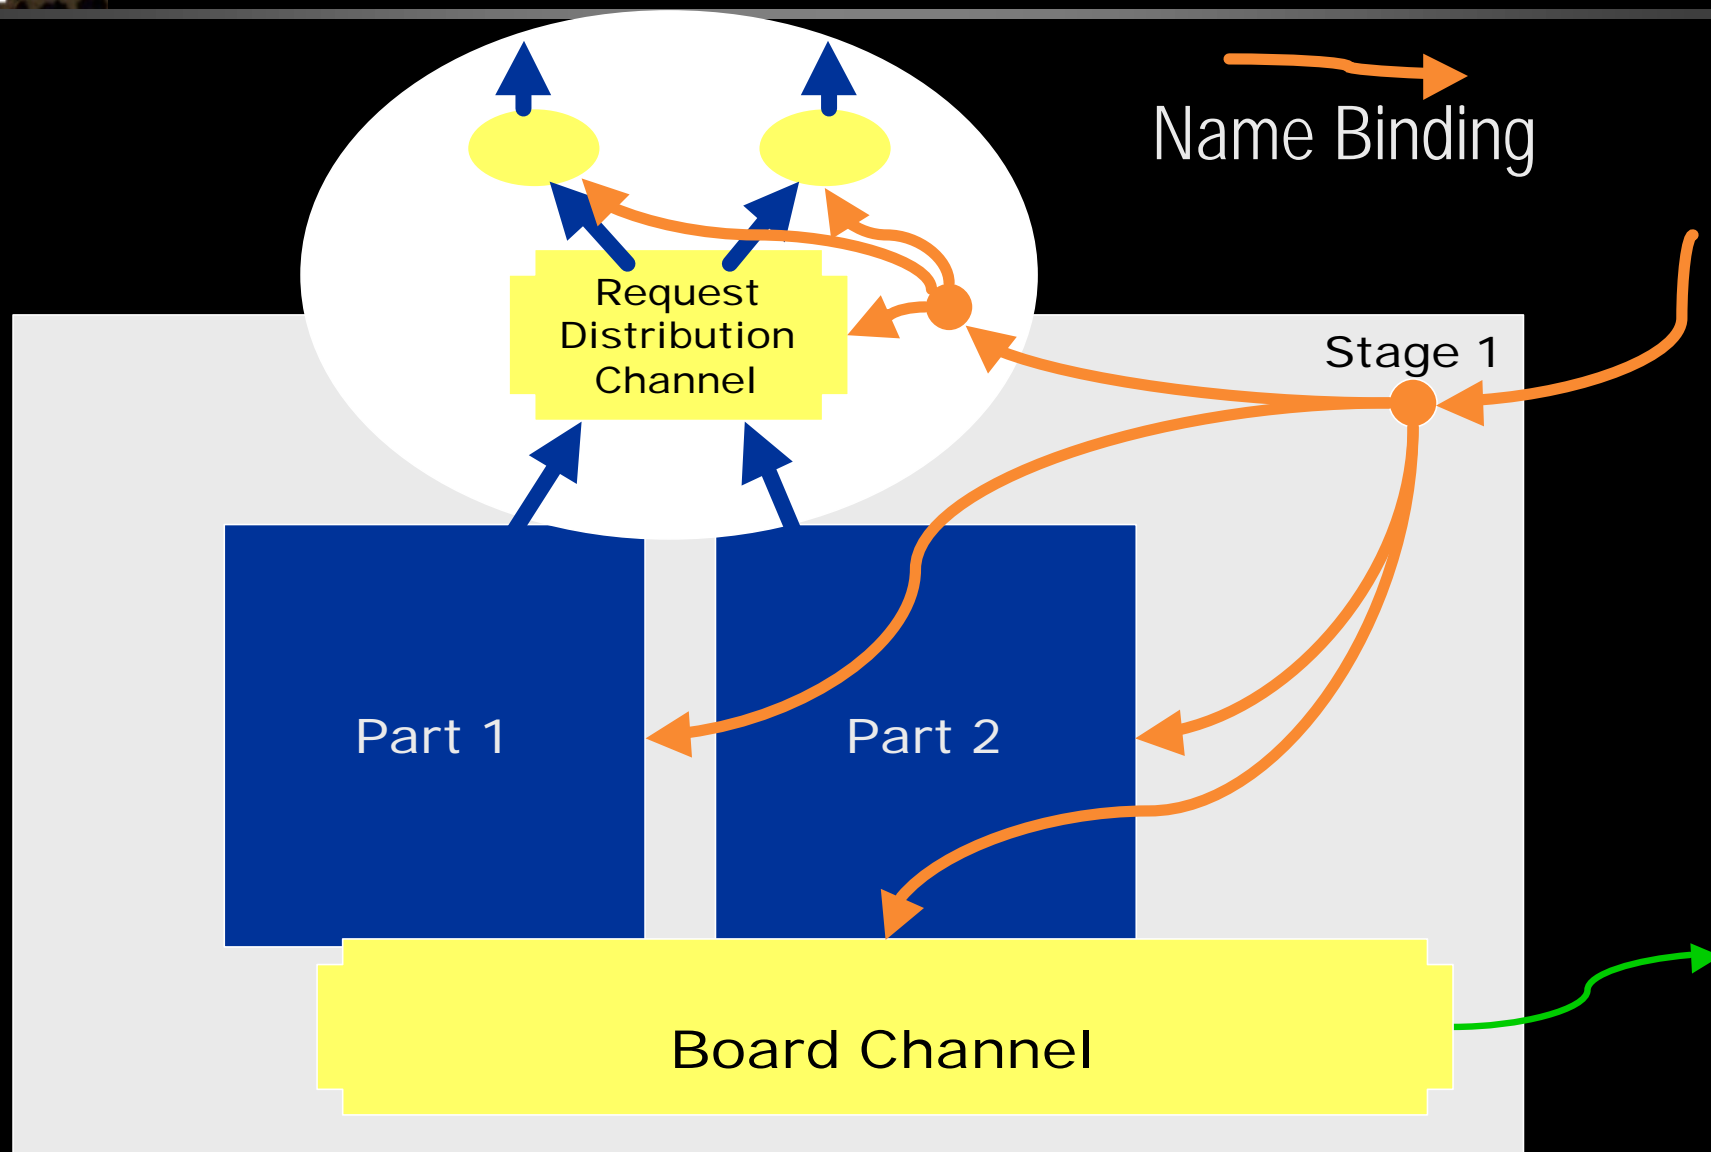 Name Binding
Request
Distribution
Channel
Stage 1
Part 1
Part 2
Board Channel